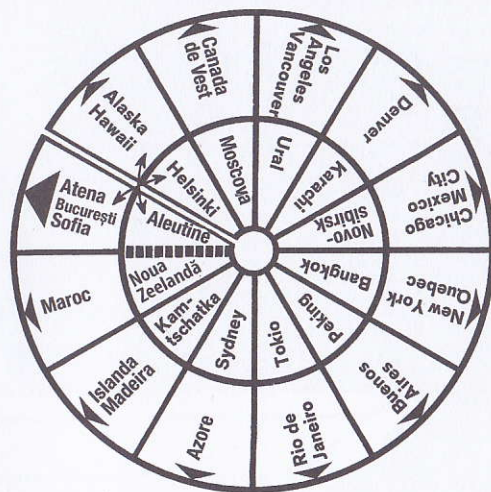 Canada
de Vest
Los
Angeles
Vancouver
Denver
Chicago
Mexico
City
New York
Quebec
Buenos
Aires
Rio de
Janeiro
Azore
Islanda
Madeira
Maroc
Atena
București
Sofia
Alaska
Hawaii
Helsinki
Moscova
Ural
Karachi
Novo-
Sibirsk
Bangkok
Peking
Tokio
Sydney
Kam-
tschatka
Noua
Zeelandă
Aleutine